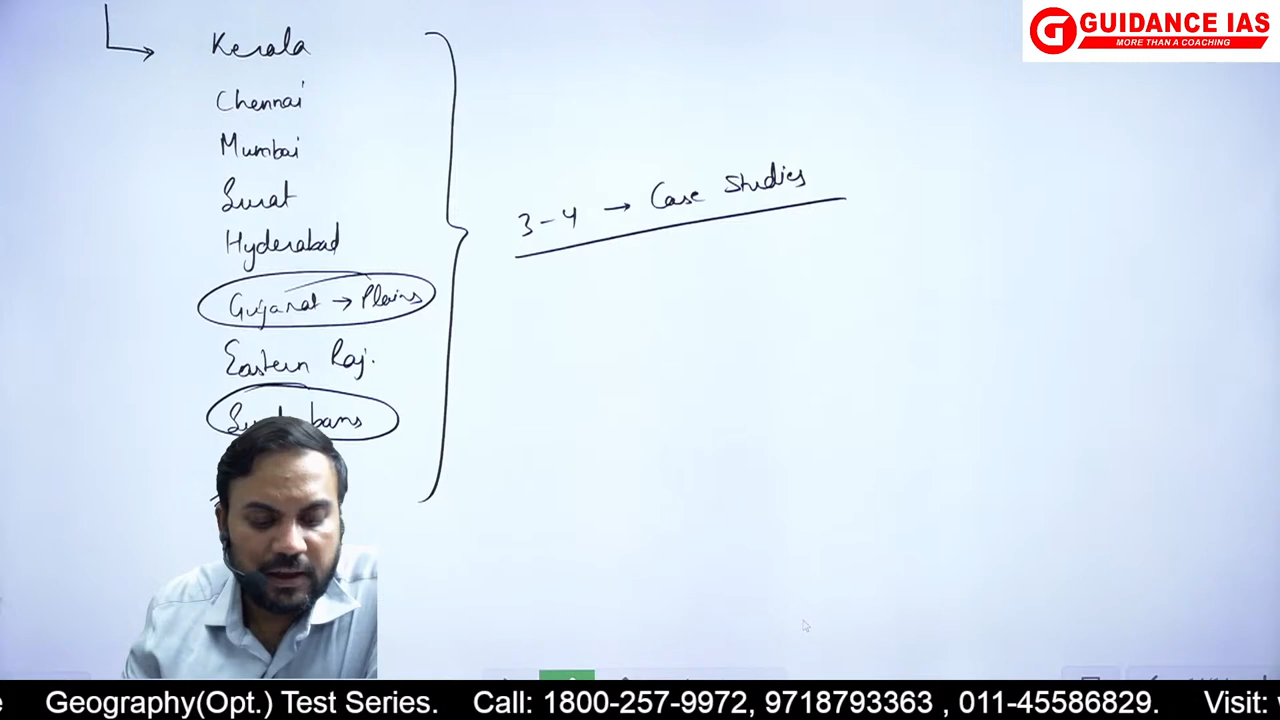 GUIDANCE IAS
MORE THAN A COACHING
Kerala
Chennai
Mumbai
Surat
Hyderabad
Gujarat → Plains
Eastern Raj.
bans
3-4 → Case Studies
Geography(Opt.) Test Series. Call: 1800-257-9972, 9718793363 , 011-45586829. Visit: